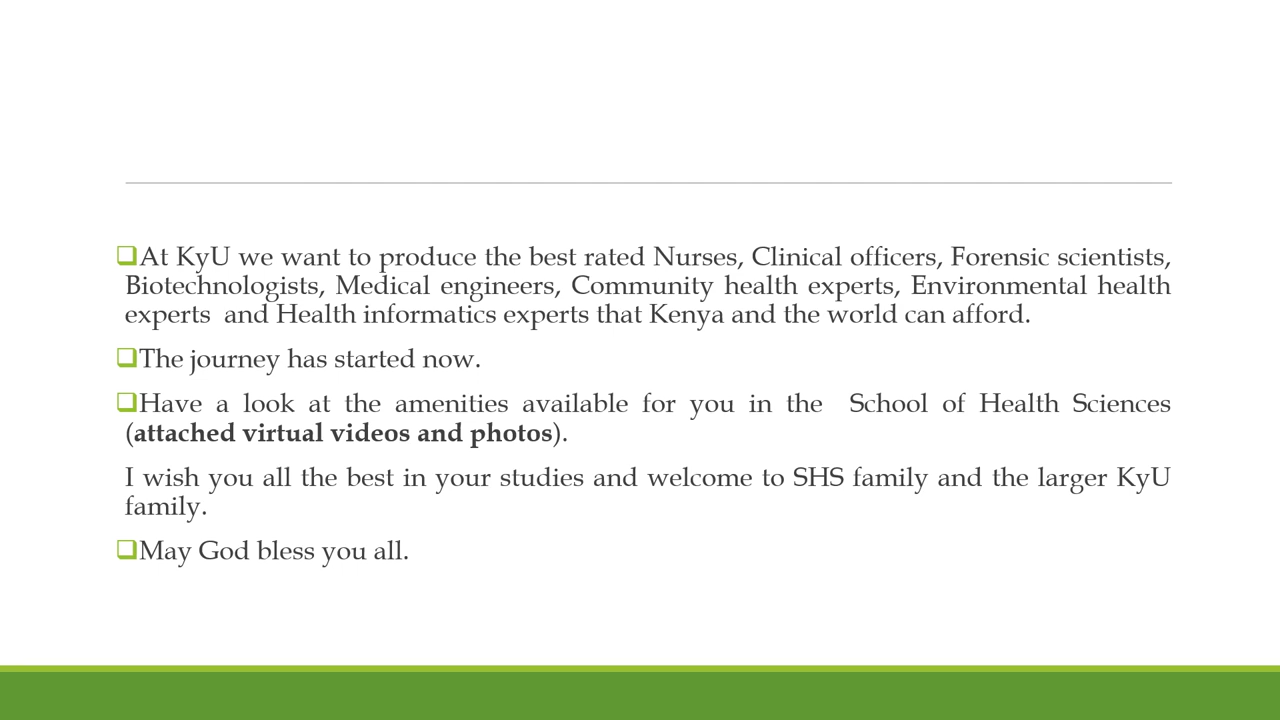 ❑At KyU we want to produce the best rated Nurses, Clinical officers, Forensic scientists,
Biotechnologists, Medical engineers, Community health experts, Environmental health
experts  and Health informatics experts that Kenya and the world can afford.
❑The journey has started now.
❑Have a look at the amenities available for you in the  School of Health Sciences
(attached virtual videos and photos).
I wish you all the best in your studies and welcome to SHS family and the larger KyU
family.
❑May God bless you all.